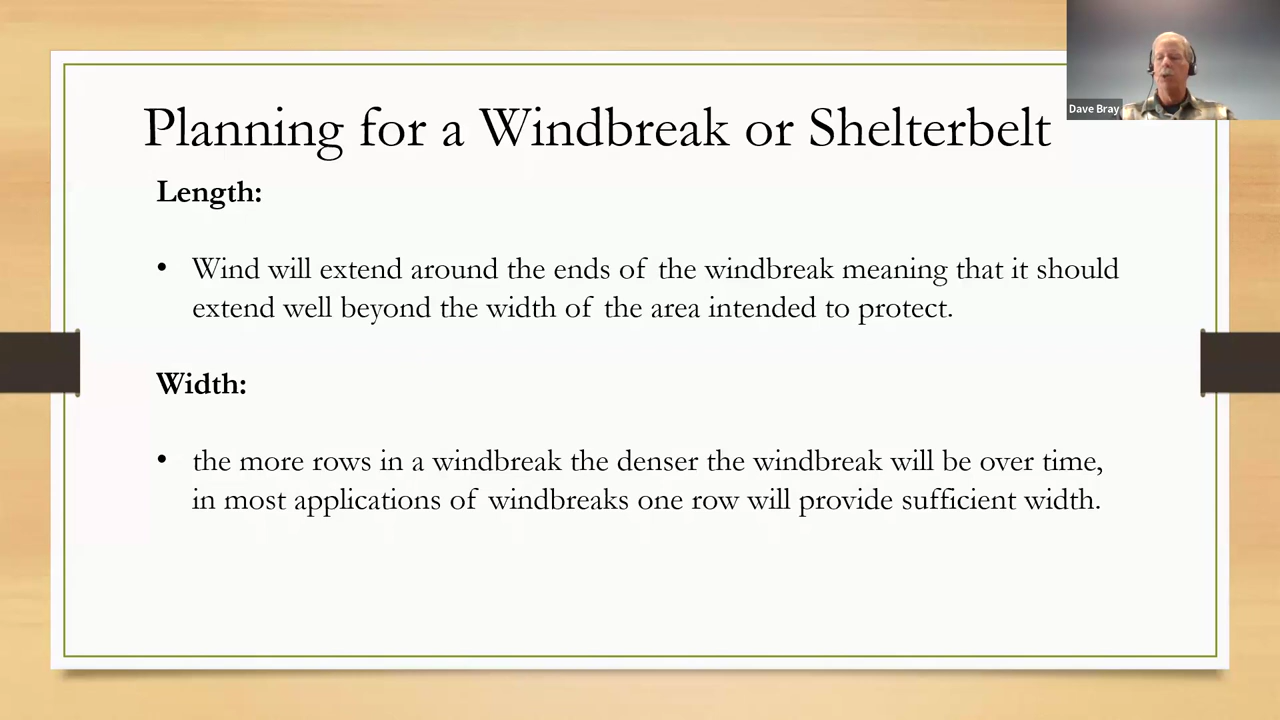 Dave Bray
Planning for a Windbreak or Shelterbelt
Length:
• Wind will extend around the ends of the windbreak meaning that it should
extend well beyond the width of the area intended to protect.
Width:
• the more rows in a windbreak the denser the windbreak will be over time,
in most applications of windbreaks one row will provide sufficient width.